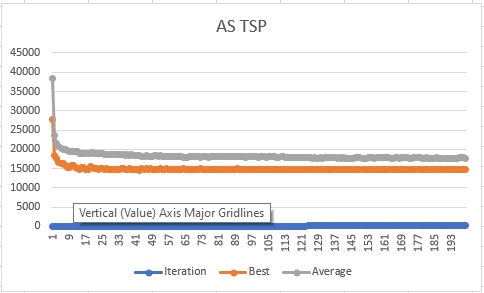 AS TSP
45000
40000
35000
30000
25000
20000
15000
10000
5000
0
Vertical (Value) Axis Major Gridlines
1 9 17 25 33 41 49 57 65 73 81 89 97 105 113 121 129 137 145 153 161 169 177 185 193
Iteration Best Average